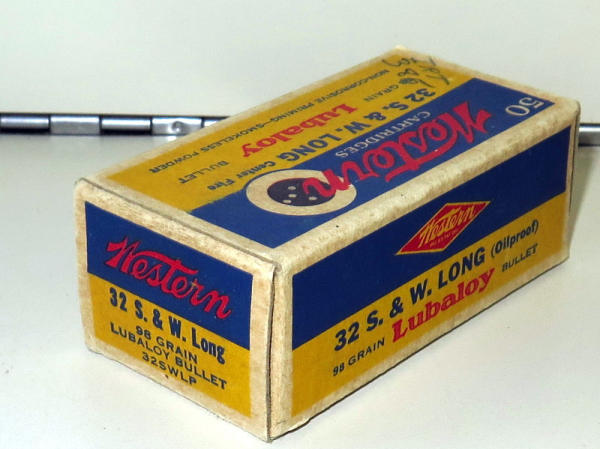 50
Western
CARTRIDGES
32 S. & W. LONG Center Fire
98 GRAIN Lubaloy BULLET
NON-CORROSIVE PRIMING-SMOKELESS POWDER
Western
32 S. & W. LONG (Oilproof)
98 GRAIN Lubaloy BULLET
Western
32 S. & W. Long
98 GRAIN
LUBALOY BULLET
32SWLP